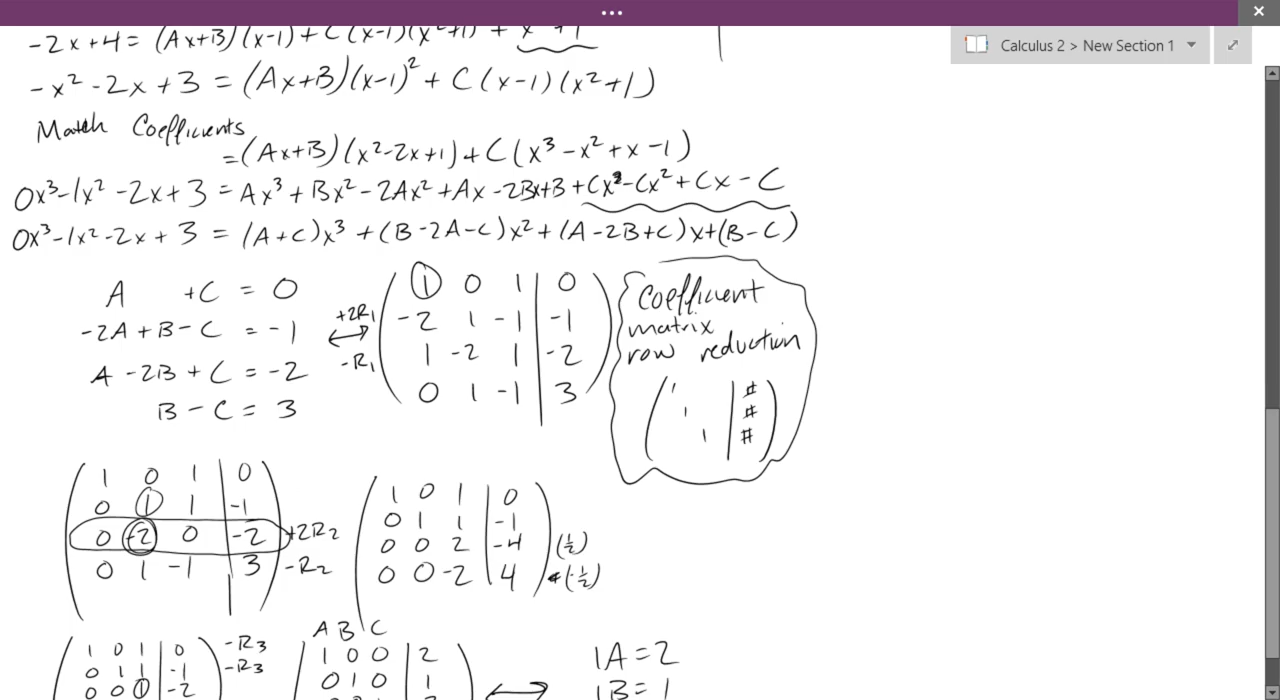 Calculus 2 > New Section 1
-2x+4 = (Ax+B)(x-1)+C(x-1)(x²+1) + x²+1
-x²-2x+3 = (Ax+B)(x-1)²+C(x-1)(x²+1)
Match Coefficients
=(Ax+B)(x²-2x+1)+C(x³-x²+x-1)
0x³-1x²-2x+3 = Ax³+Bx²-2Ax²+Ax-2Bx+B+Cx³-Cx²+Cx-C
0x³-1x²-2x+3 = (A+C)x³+(B-2A-C)x²+(A-2B+C)x+(B-C)
A +C = 0
-2A+B-C = -1
A-2B+C = -2
B-C = 3
+2R₁
-R₁
1 0 1 | 0
-2 1 -1 | -1
1 -2 1 | -2
0 1 -1 | 3
Coefficient
matrix
row reduction
1 | #
1 | #
1 | #
1 0 1 | 0
0 1 1 | -1
0 -2 0 | -2 +2R₂
0 1 -1 | 3 -R₂
1 0 1 | 0
0 1 1 | -1
0 0 2 | -4 (½)
0 0 -2 | 4 (-½)
1 0 1 | 0 -R₃
0 1 1 | -1 -R₃
0 0 1 | -2
A B C
1 0 0 | 2
0 1 0 | 1
1A=2
1B=1